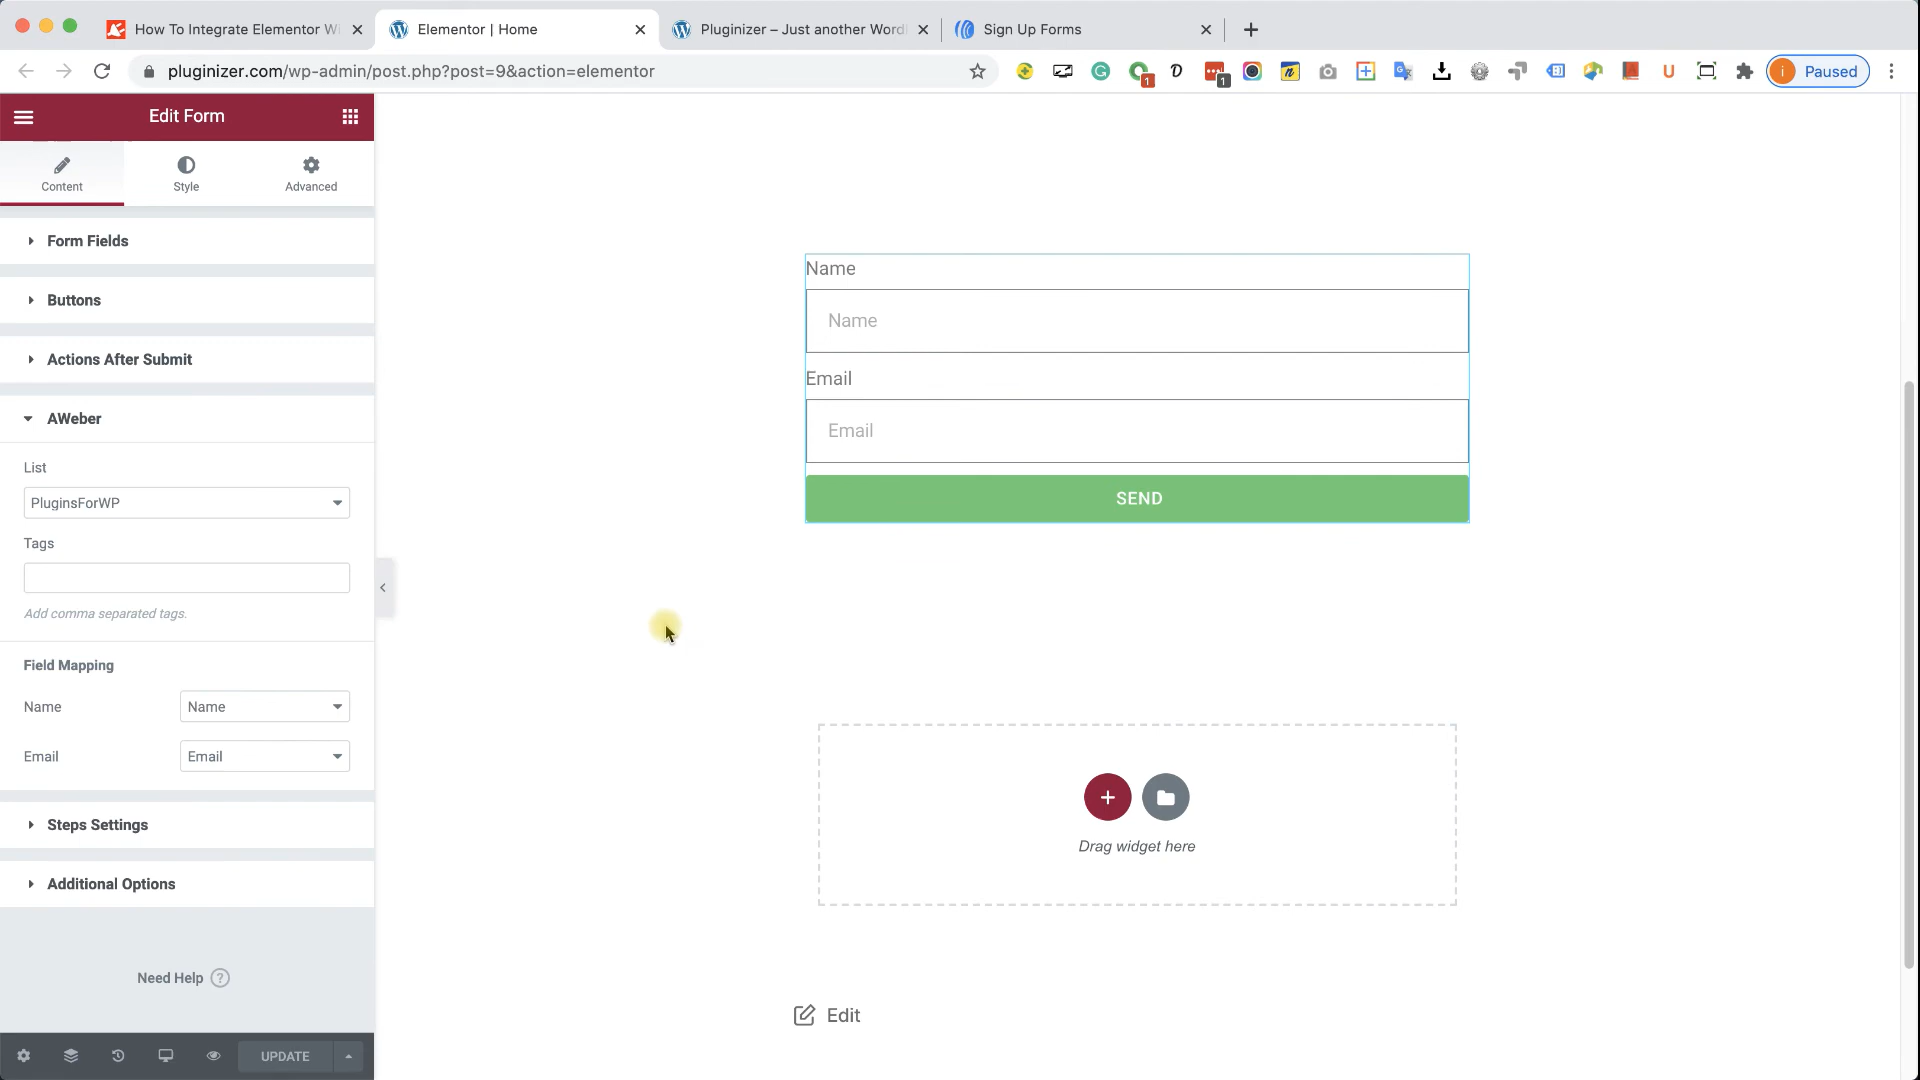 How To Integrate Elementor Wi
Elementor | Home
Pluginizer – Just another Word
Sign Up Forms
pluginizer.com/wp-admin/post.php?post=9&action=elementor
1
1
Paused
Edit Form
Content
Style
Advanced
Form Fields
Buttons
Actions After Submit
AWeber
List
PluginsForWP
Tags
Add comma separated tags.
Field Mapping
Name
Name
Email
Email
Steps Settings
Additional Options
Need Help
UPDATE
Name
Name
Email
Email
SEND
Drag widget here
Edit